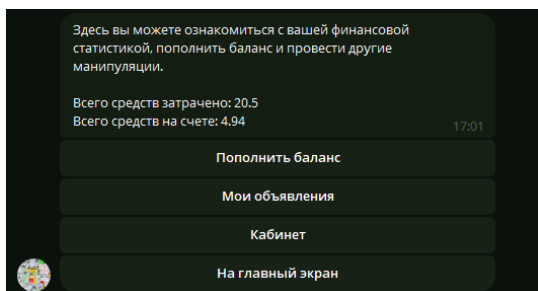 Здесь вы можете ознакомиться с вашей финансовой
статистикой, пополнить баланс и провести другие
манипуляции.
Всего средств затрачено: 20.5
Всего средств на счете: 4.94
17:01
Пополнить баланс
Мои объявления
Кабинет
На главный экран